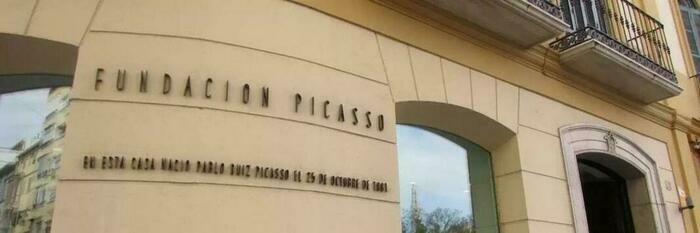 FUNDACION PICASSO
EN ESTA CASA NACIO PABLO RUIZ PICASSO EL 25 DE OCTUBRE DE 1881